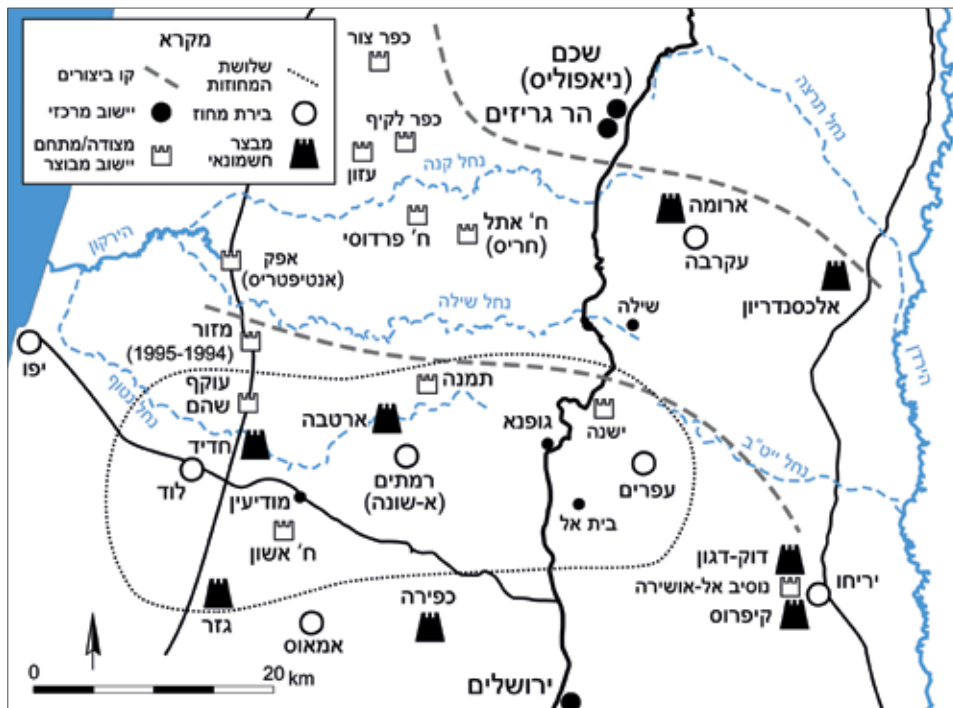 מקרא
שלושת
המחוזות
קו ביצורים
בירת מחוז
יישוב מרכזי
מבצר
חשמונאי
מצודה/מתחם
יישוב מבוצר
כפר צור
שכם
(ניאפוליס)
הר גריזים
נחל תרצה
כפר לקיף
עזון
נחל קנה
ארומה
ח' אתל
(חריס)
ח' פרדוסי
עקרבה
הירקון
אפק
(אנטיפטריס)
אלכסנדריון
נחל שילה
שילה
הירדן
מזור
(1995-1994)
יפו
עוקף
שהם
נחל נטוף
תמנה
ארטבה
ישנה
גופנא
חדיד
נחל ייט"ב
לוד
רמתים
(א-שונה)
עפרים
מודיעין
בית אל
ח' אשון
דוק-דגון
נוסיב אל-אושירה
יריחו
קיפרוס
גזר
כפירה
אמאוס
0
20 km
ירושלים